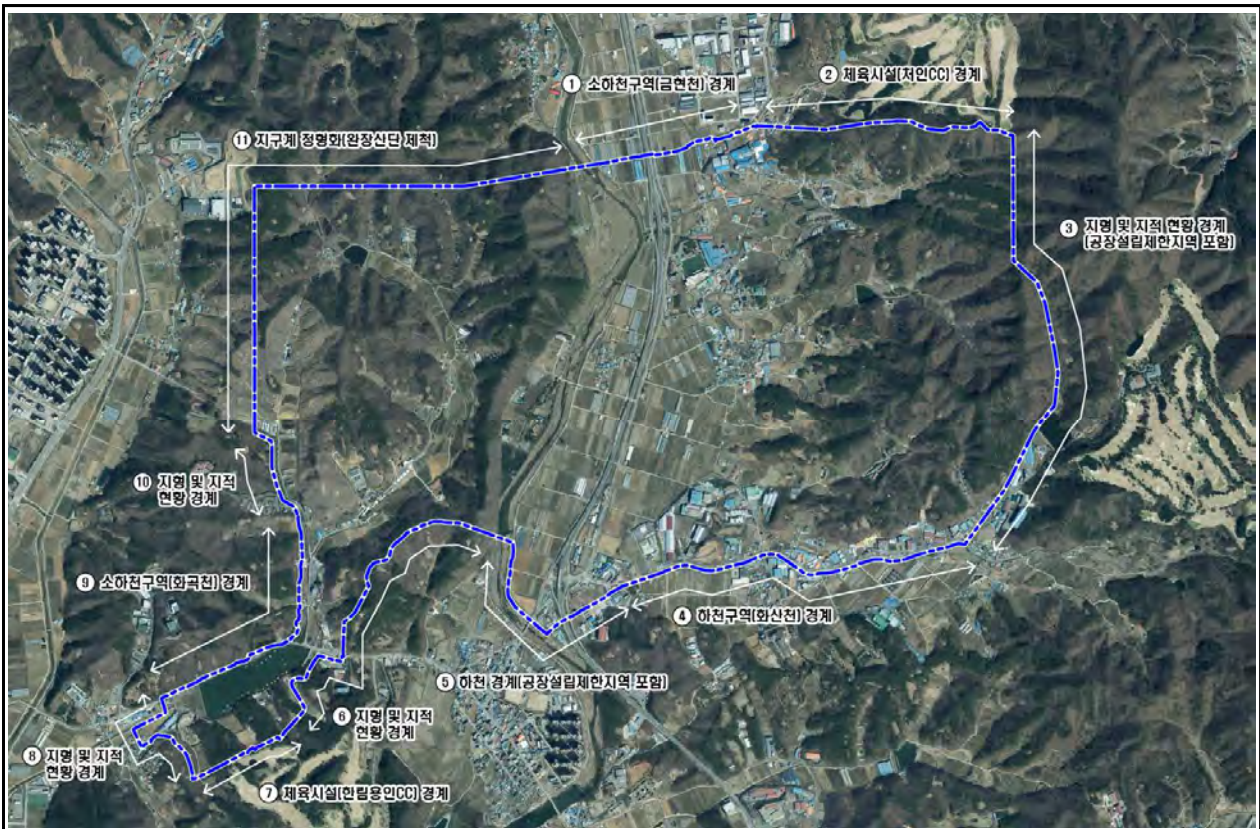 ① 소하천구역(금현천) 경계
② 체육시설(처인CC) 경계
③ 지형 및 지적 현황 경계
(공장설립제한지역 포함)
④ 하천구역(화산천) 경계
⑤ 하천 경계(공장설립제한지역 포함)
⑥ 지형 및 지적
현황 경계
⑦ 체육시설(한림용인CC) 경계
⑧ 지형 및 지적
현황 경계
⑨ 소하천구역(화곡천) 경계
⑩ 지형 및 지적
현황 경계
⑪ 지구계 정형화(완장산단 제척)